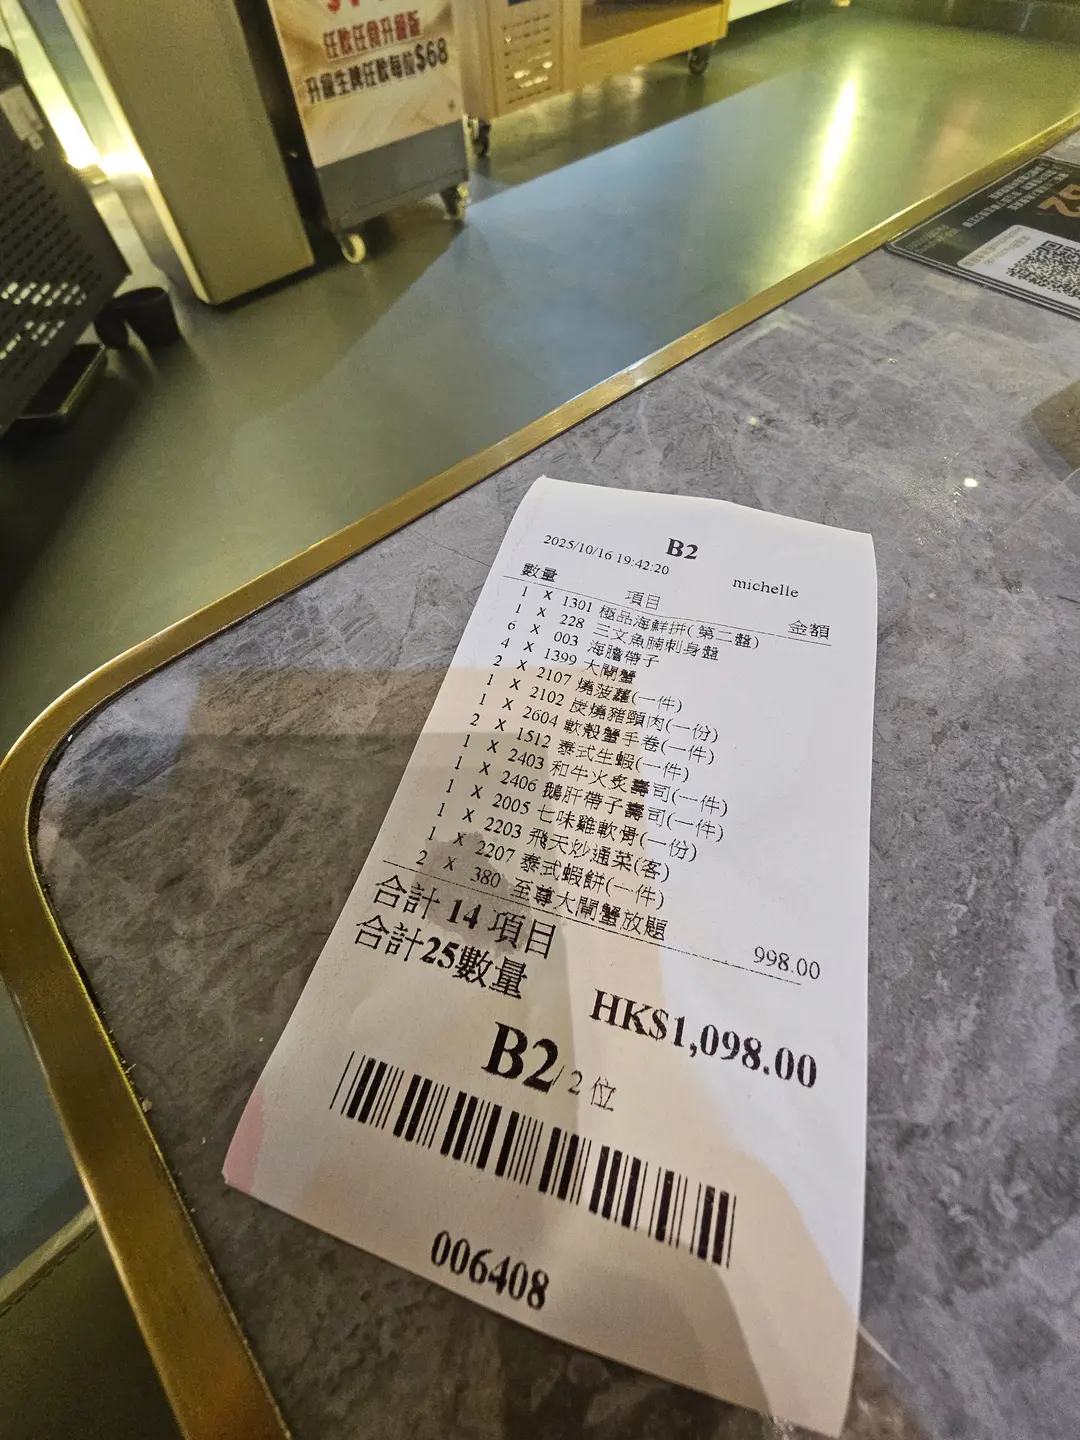 任飲任食升級版
升級生啤任飲每位$68
B2
2025/10/16 19:42:20
michelle
數量 項目 金額
1 X 1301 極品海鮮拼(第二盤)
1 X 228 三文魚腩刺身盤
6 X 003 海膽帶子
4 X 1399 大閘蟹
2 X 2107 燒菠蘿(一件)
1 X 2102 炭燒豬頸肉(一份)
1 X 2604 軟殼蟹手卷(一件)
2 X 1512 泰式生蝦(一件)
1 X 2403 和牛火炙壽司(一件)
1 X 2406 鵝肝帶子壽司(一件)
1 X 2005 七味雞軟骨(一份)
1 X 2203 飛天炒通菜(客)
1 X 2207 泰式蝦餅(一件)
2 X 380 至尊大閘蟹放題 998.00
合計 14 項目
合計25數量
HK$1,098.00
B2/ 2 位
006408